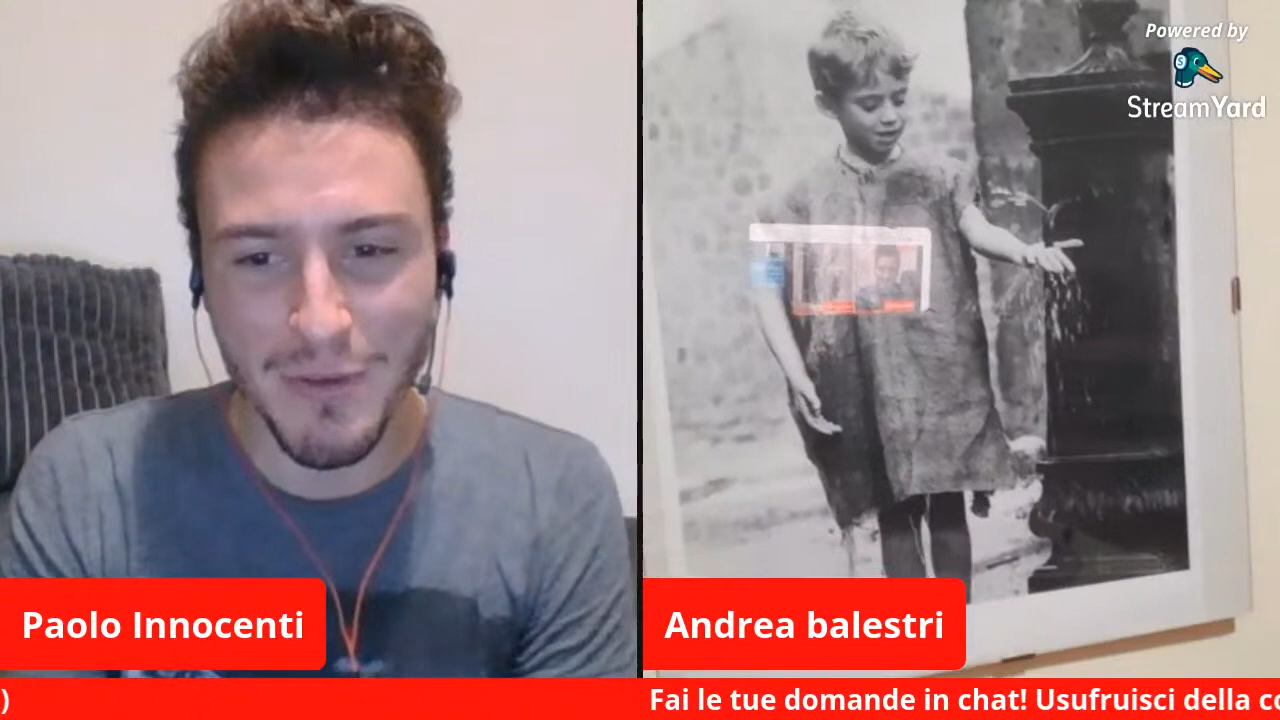 Powered by
StreamYard
Paolo Innocenti
Andrea balestri
)
Fai le tue domande in chat! Usufruisci della co